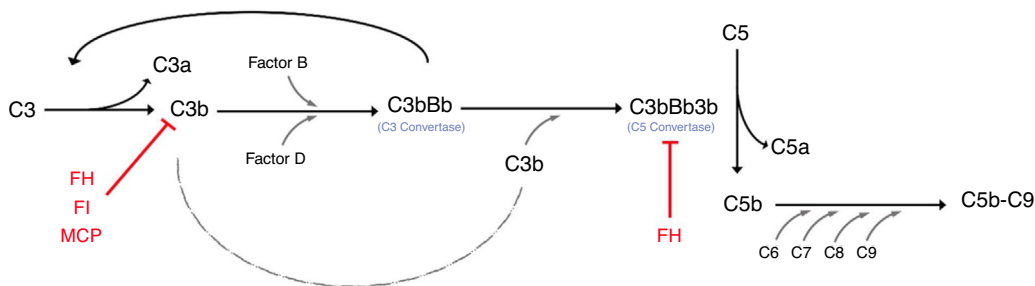 C3
C3a
C3b
FH
FI
MCP
Factor B
Factor D
C3bBb
(C3 Convertase)
C3b
C3bBb3b
(C5 Convertase)
FH
C5
C5a
C5b
C6
C7
C8
C9
C5b-C9